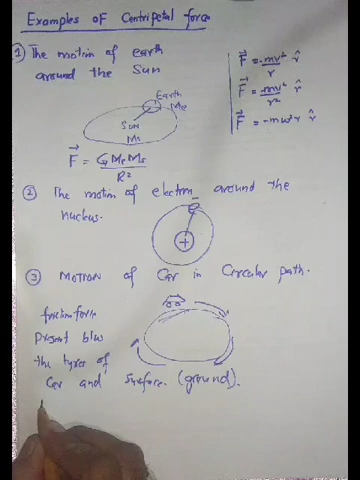 Examples of Centripetal force
① The motion of earth
around the Sun
Earth
Me
Sun
Ms
F⃗ = G Me Ms / R²
F⃗ = -mv²/r r̂
F⃗ = -mv²/r² r̂
F⃗ = -mω²r r̂
② The motion of electron around the
nucleus.
e⁻
+
③ MOTION of Car in Circular path.
friction force
present b/w
the tyres of
Car and Surface. (ground).